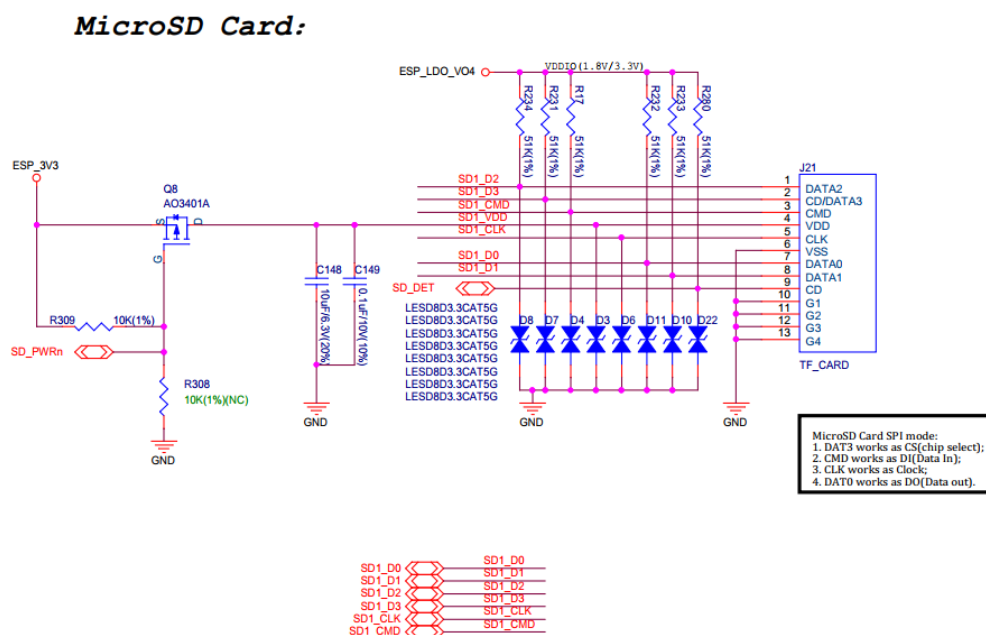 MicroSD Card:
ESP_LDO_VO4
VDDIO(1.8V/3.3V)
R234
R231
R17
R232
R233
R280
51K(1%)
51K(1%)
51K(1%)
51K(1%)
51K(1%)
51K(1%)
ESP_3V3
Q8
AO3401A
S
D
G
R309
10K(1%)
SD_PWRn
R308
10K(1%)(NC)
GND
C148
10uF/6.3V(20%)
C149
0.1uF/10V(10%)
GND
SD1_D2
SD1_D3
SD1_CMD
SD1_VDD
SD1_CLK
SD1_D0
SD1_D1
SD_DET
LESD8D3.3CAT5G
LESD8D3.3CAT5G
LESD8D3.3CAT5G
LESD8D3.3CAT5G
LESD8D3.3CAT5G
LESD8D3.3CAT5G
LESD8D3.3CAT5G
LESD8D3.3CAT5G
D8
D7
D4
D3
D6
D11
D10
D22
GND
GND
J21
1 DATA2
2 CD/DATA3
3 CMD
4 VDD
5 CLK
6 VSS
7 DATA0
8 DATA1
9 CD
10 G1
11 G2
12 G3
13 G4
TF_CARD
MicroSD Card SPI mode:
1. DAT3 works as CS(chip select);
2. CMD works as DI(Data In);
3. CLK works as Clock;
4. DAT0 works as DO(Data out).
SD1_D0 SD1_D0
SD1_D1 SD1_D1
SD1_D2 SD1_D2
SD1_D3 SD1_D3
SD1_CLK SD1_CLK
SD1_CMD SD1_CMD